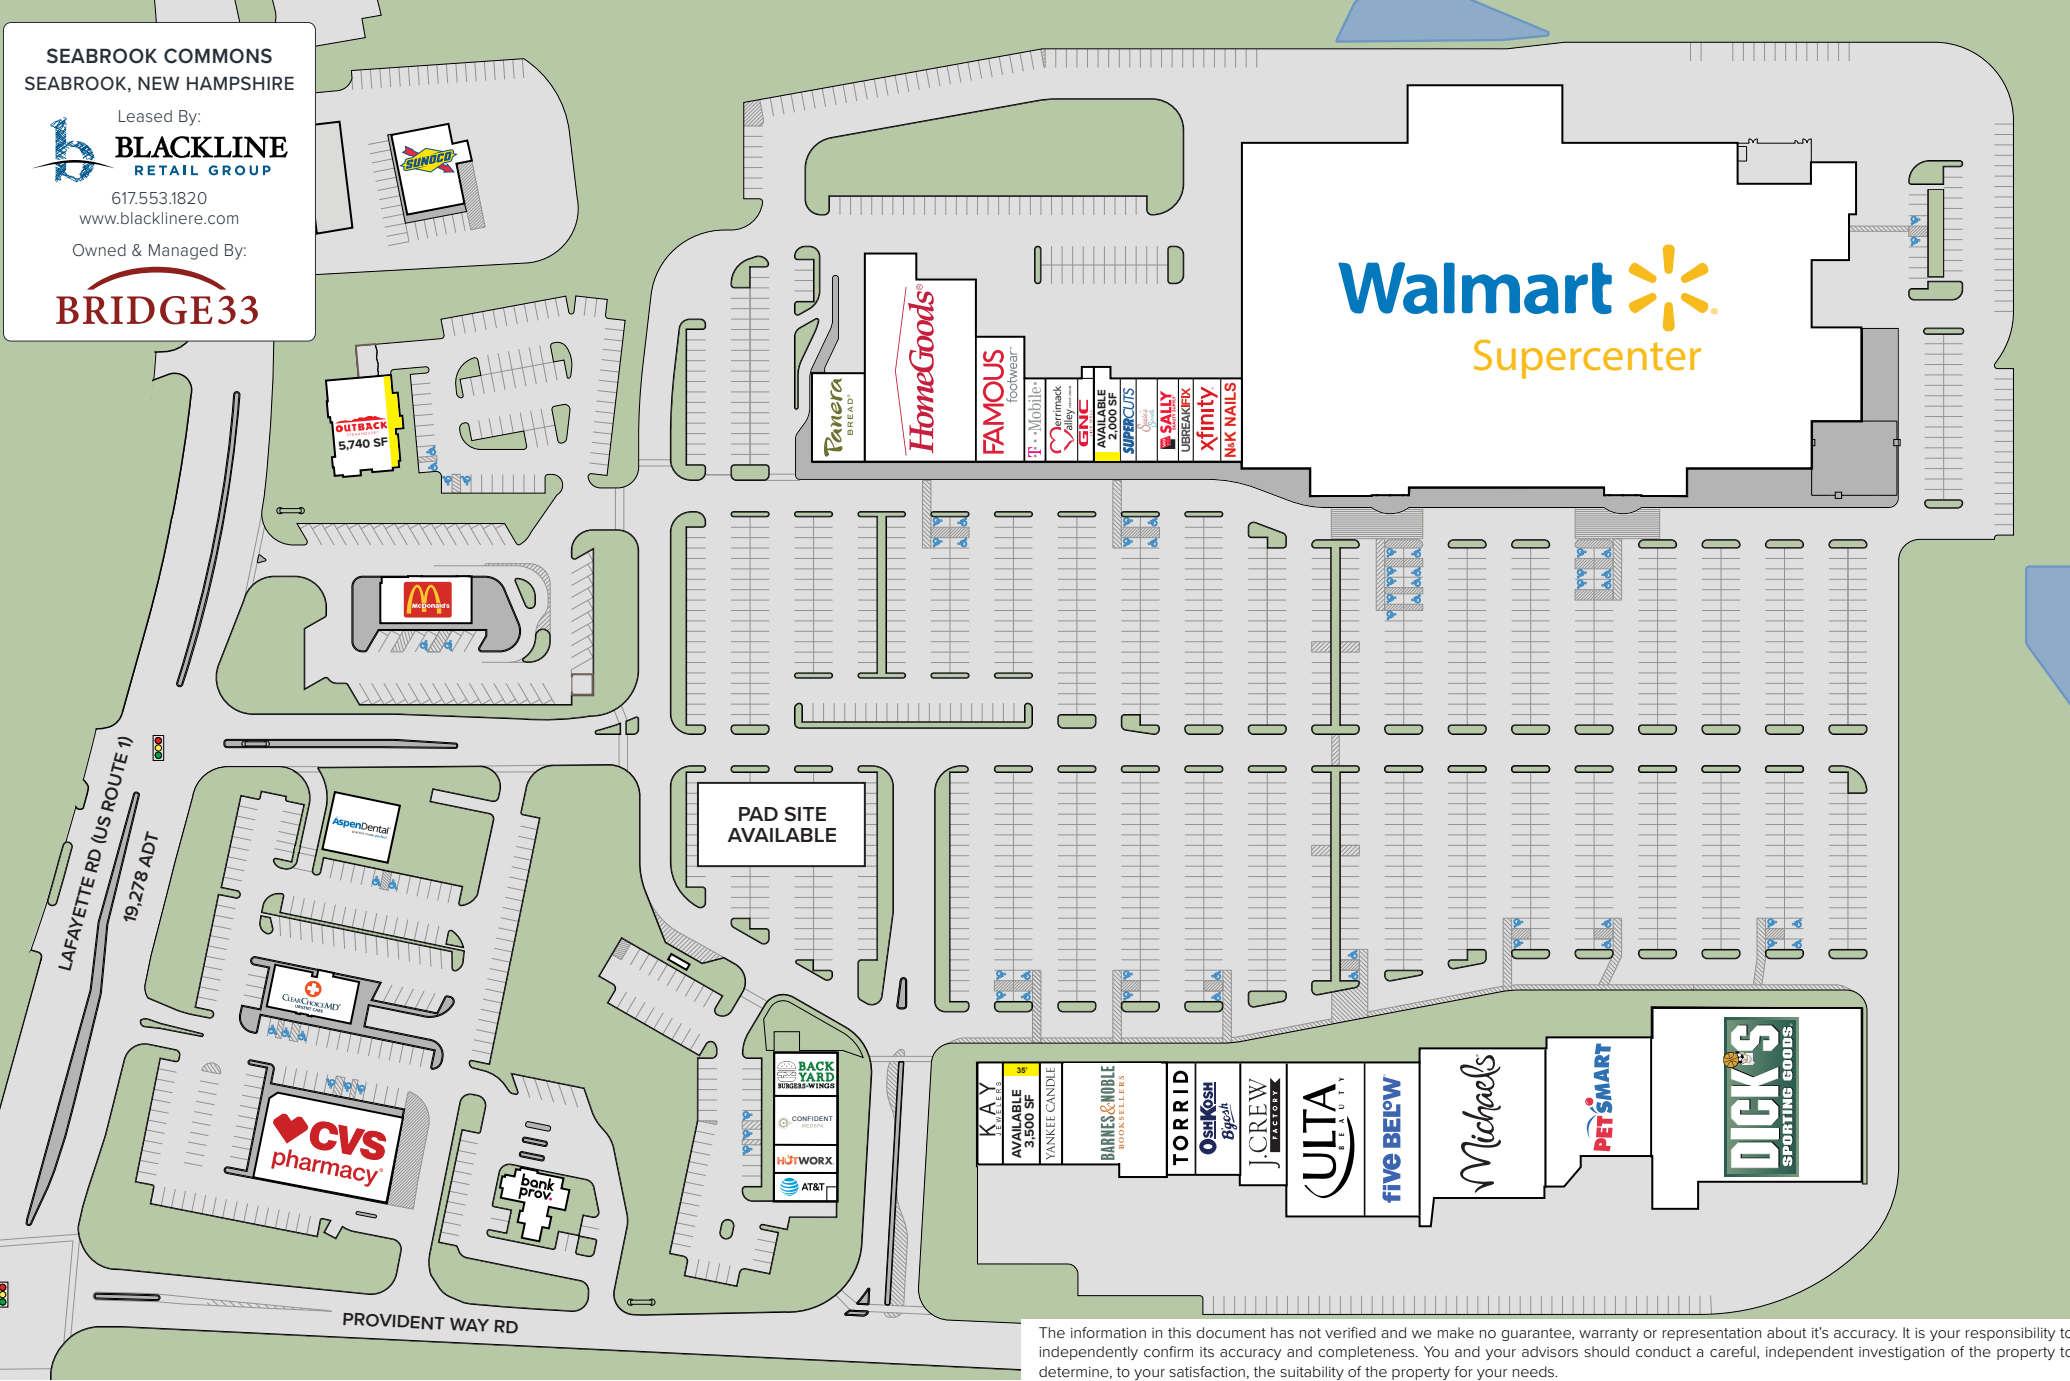 SEABROOK COMMONS
SEABROOK, NEW HAMPSHIRE
Leased By:
b BLACKLINE
RETAIL GROUP
617.553.1820
www.blacklinere.com
Owned & Managed By:
BRIDGE33
SUNOCO
OUTBACK
STEAKHOUSE
5,740 SF
McDonald's
Panera
BREAD®
HomeGoods®
FAMOUS
footwear
T··Mobile·
merrimack
valley
GNC
AVAILABLE
2,000 SF
SUPERCUTS
SALLY
BEAUTY SUPPLY
UBREAKIFIX
xfinity
N&K NAILS
Walmart
Supercenter
LAFAYETTE RD (US ROUTE 1)
19,278 ADT
AspenDental
PAD SITE
AVAILABLE
CLEARCHOICEMD
URGENT CARE
CVS
pharmacy
bank
prov.
BACK
YARD
BURGERS & WINGS
CONFIDENT
MEDSPA
HOTWORX
AT&T
KAY
JEWELERS
35'
AVAILABLE
3,500 SF
YANKEE CANDLE
BARNES & NOBLE
BOOKSELLERS
TORRID
OSHKOSH
B'gosh
J.CREW
FACTORY
ULTA
BEAUTY
five BELOW
Michaels
PETSMART
DICK'S
SPORTING GOODS.
PROVIDENT WAY RD
The information in this document has not verified and we make no guarantee, warranty or representation about it's accuracy. It is your responsibility to
independently confirm its accuracy and completeness. You and your advisors should conduct a careful, independent investigation of the property to
determine, to your satisfaction, the suitability of the property for your needs.